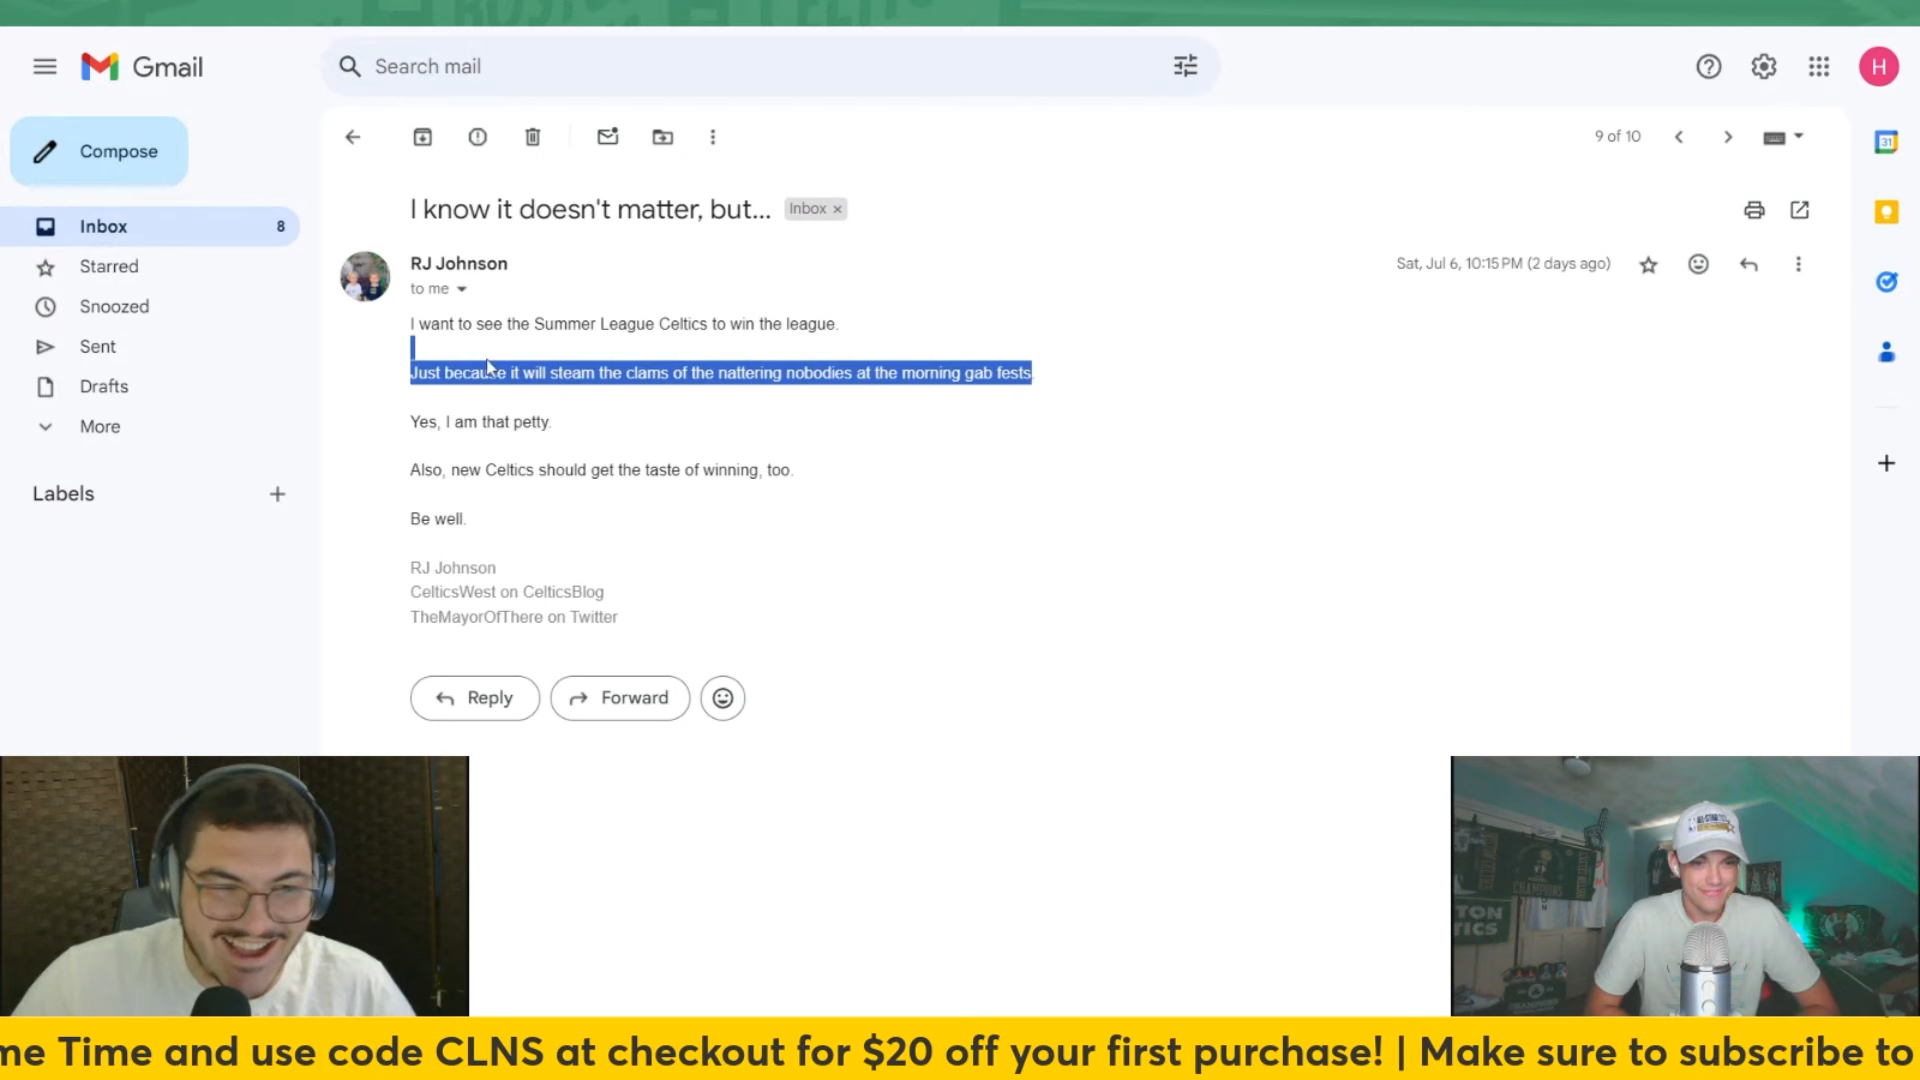 Gmail
Search mail
H
Compose
9 of 10
31
Inbox 8
Starred
Snoozed
Sent
Drafts
More
Labels
I know it doesn't matter, but... Inbox x
RJ Johnson
Sat, Jul 6, 10:15 PM (2 days ago)
to me
I want to see the Summer League Celtics to win the league.
Just because it will steam the clams of the nattering nobodies at the morning gab fests
Yes, I am that petty.
Also, new Celtics should get the taste of winning, too.
Be well.
RJ Johnson
CelticsWest on CelticsBlog
TheMayorOfThere on Twitter
Reply
Forward
CHAMPIONS
TON
TICS
me Time and use code CLNS at checkout for $20 off your first purchase! | Make sure to subscribe to